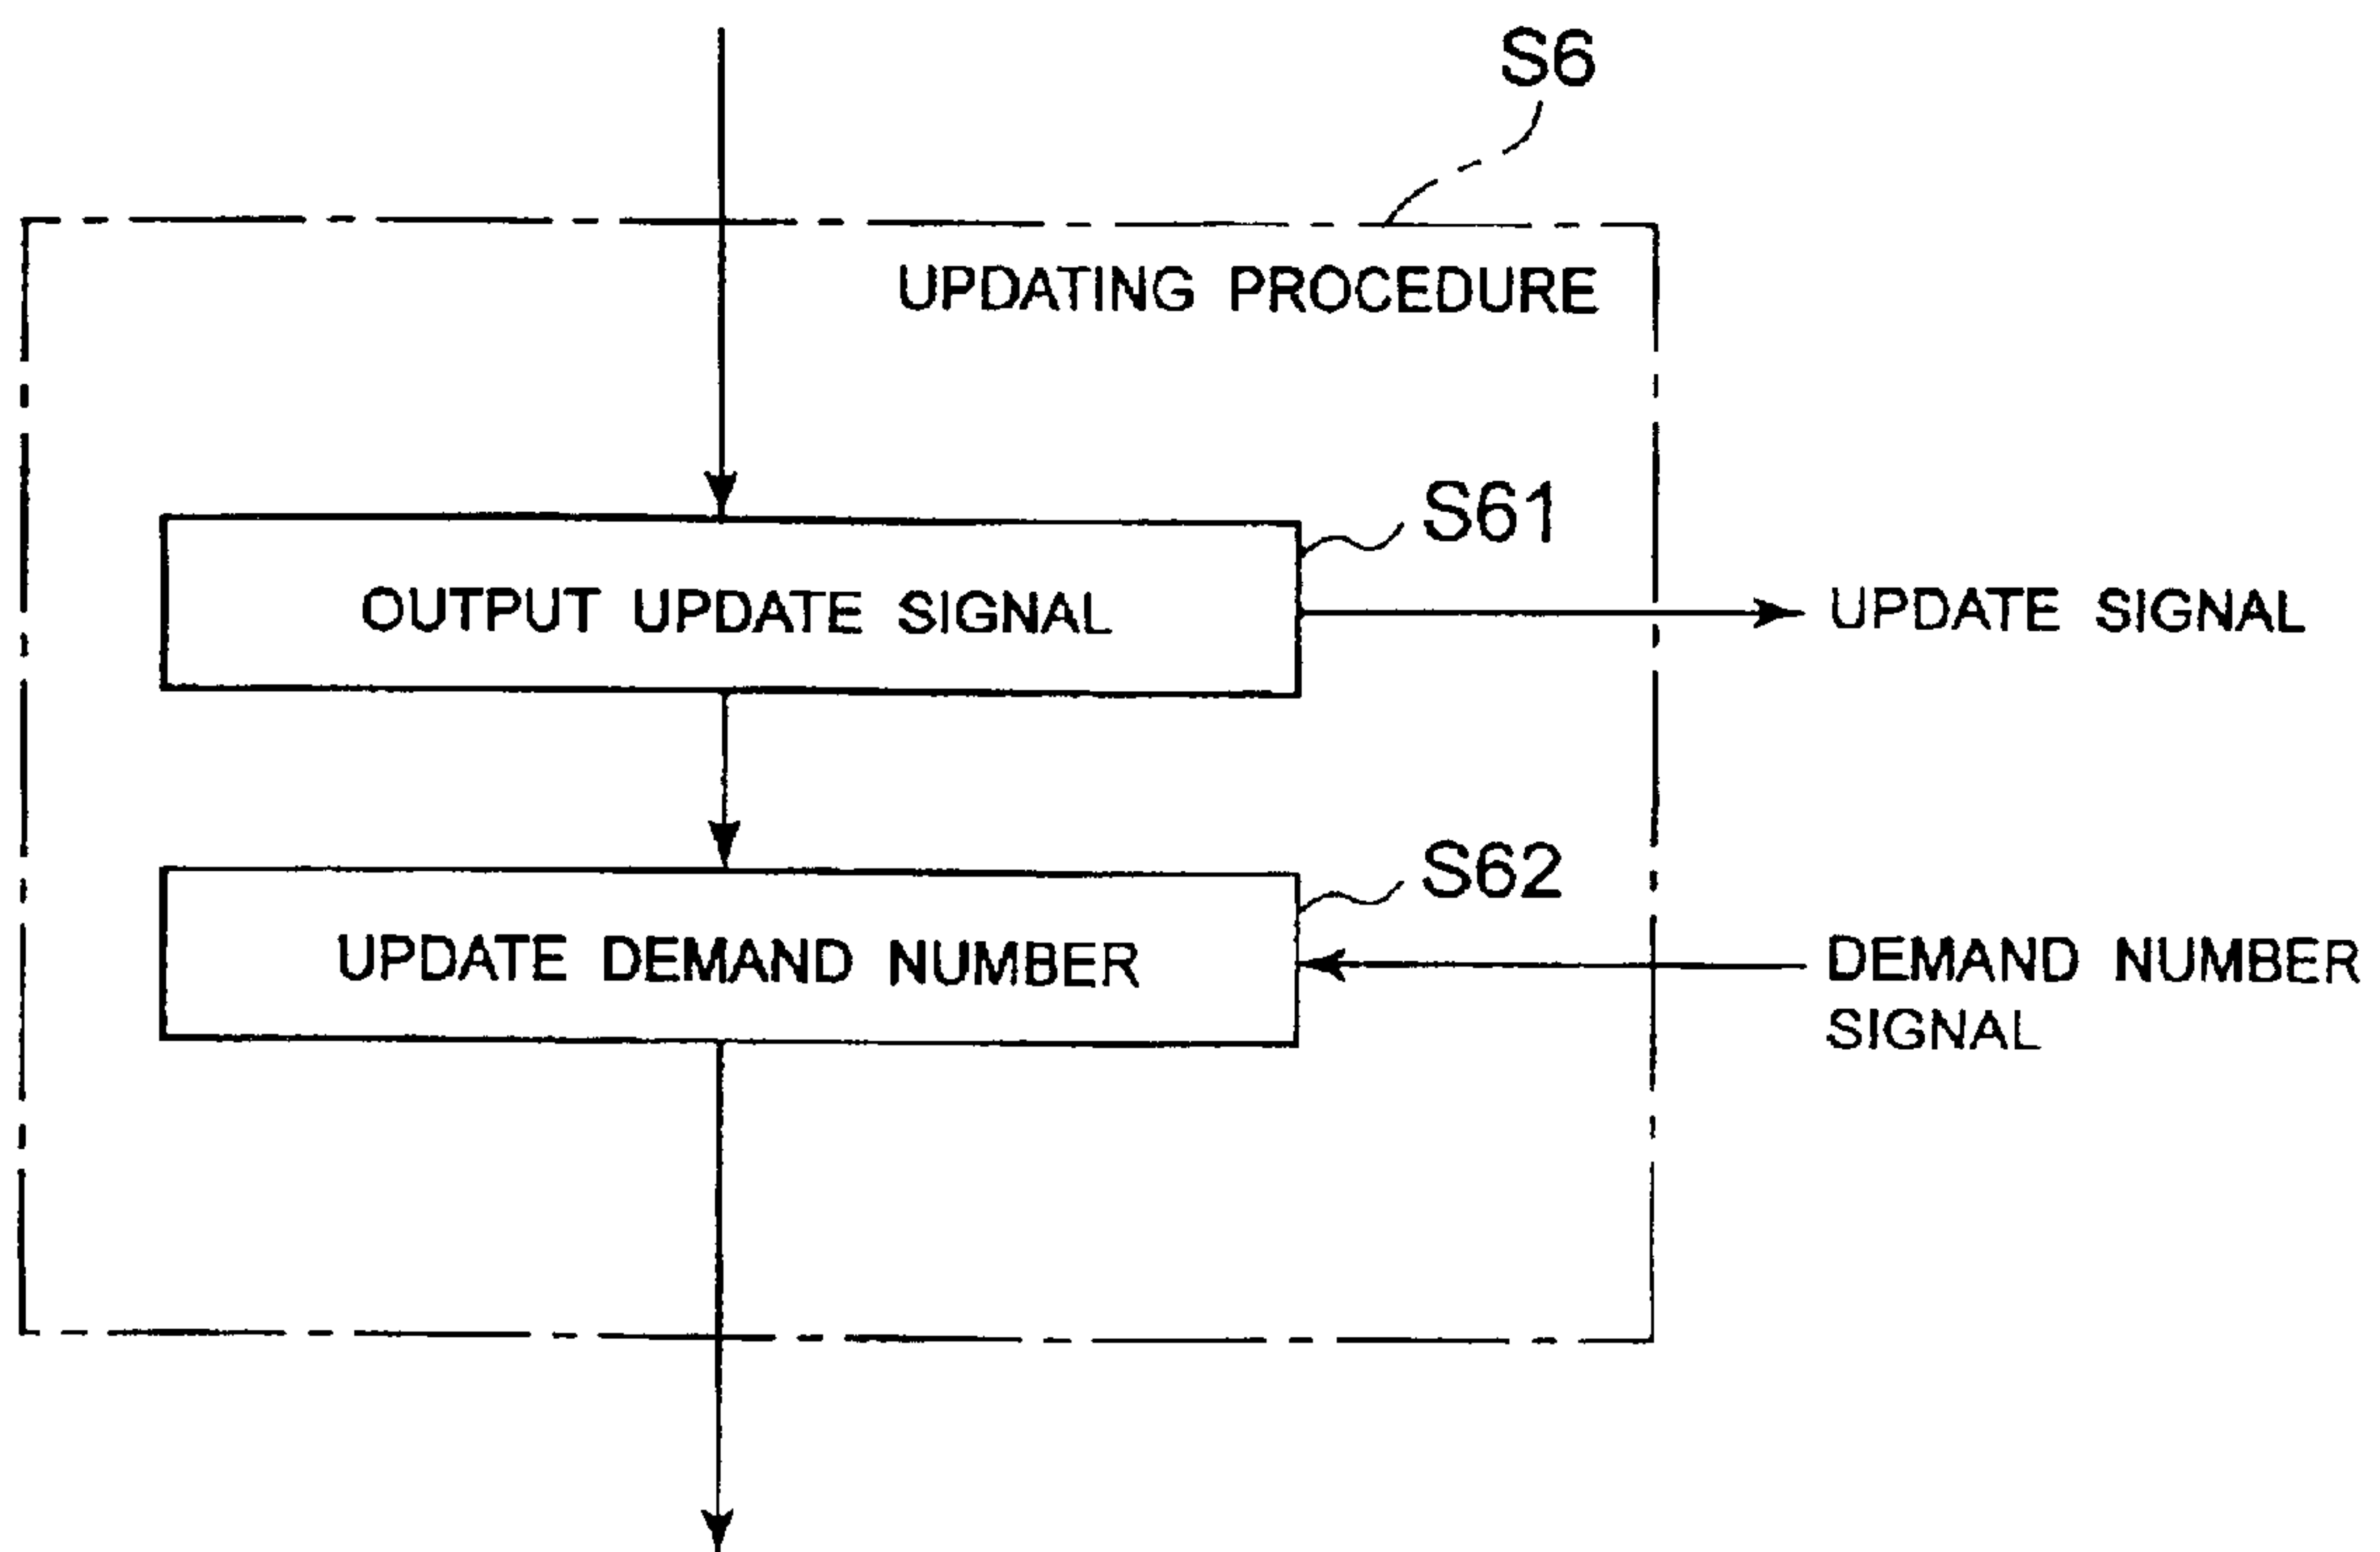 S6
UPDATING PROCEDURE
S61
OUTPUT UPDATE SIGNAL
UPDATE SIGNAL
S62
UPDATE DEMAND NUMBER
DEMAND NUMBER
SIGNAL